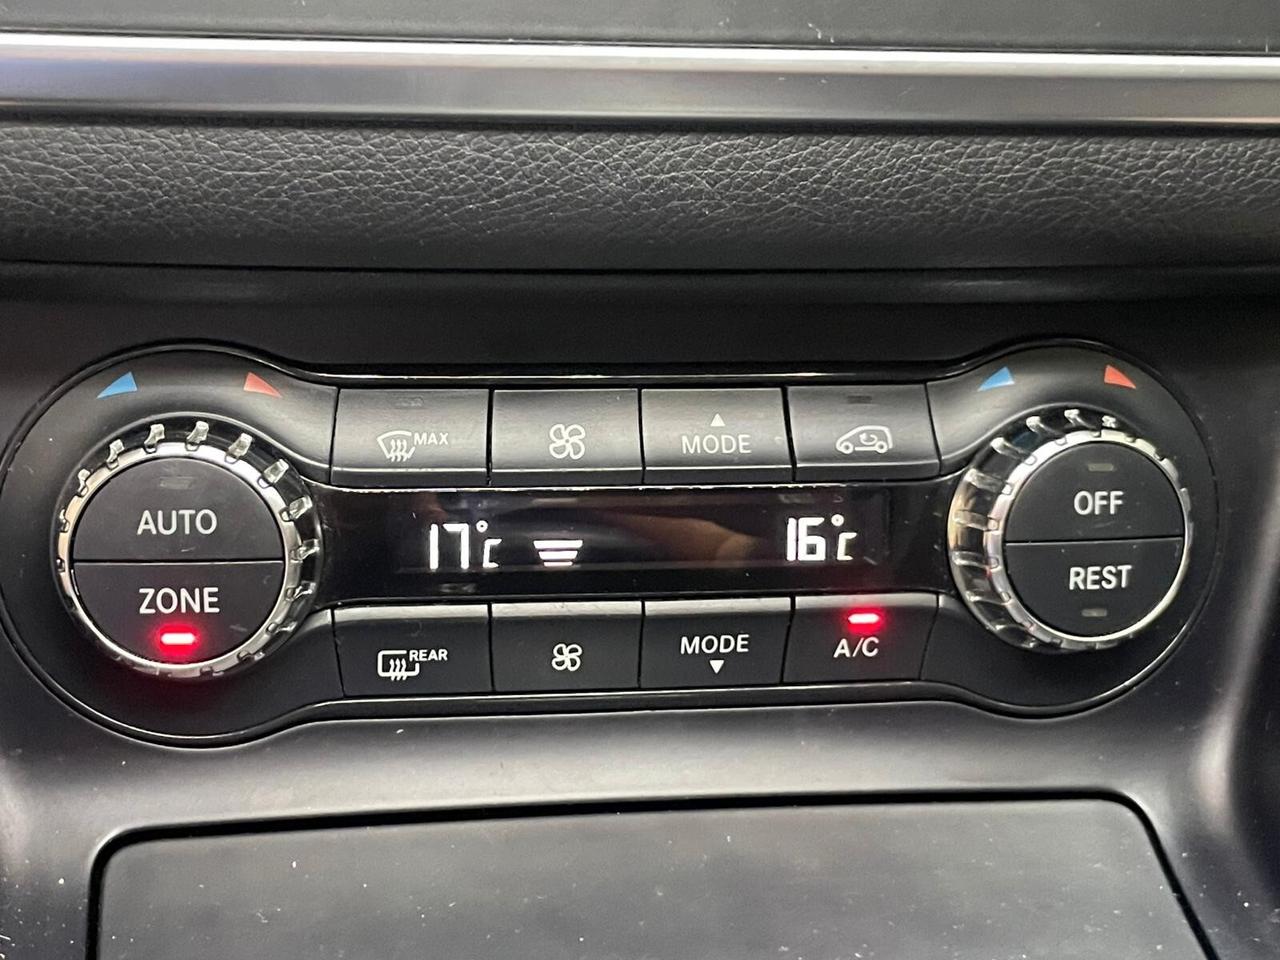 MAX
MODE
AUTO
ZONE
17°C
16°C
OFF
REST
REAR
MODE
A/C